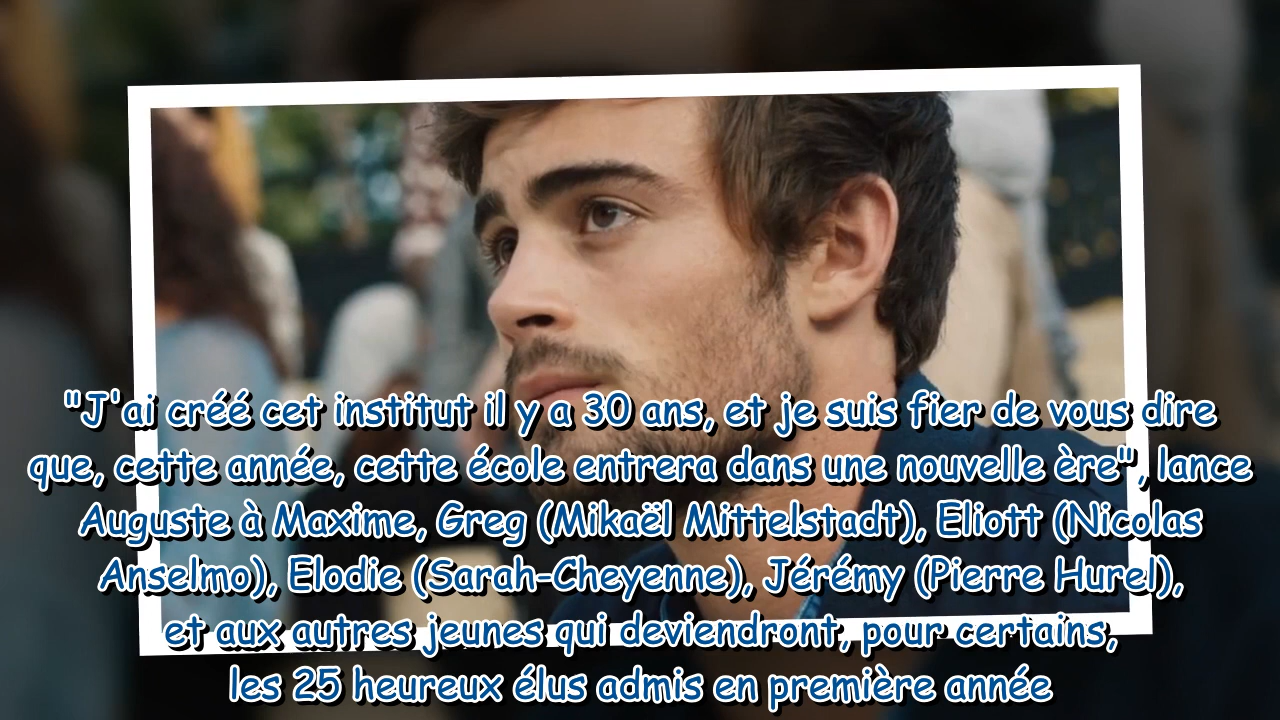 "J'ai créé cet institut il y a 30 ans, et je suis fier de vous dire
que, cette année, cette école entrera dans une nouvelle ère", lance
Auguste à Maxime, Greg (Mikaël Mittelstadt), Eliott (Nicolas
Anselmo), Elodie (Sarah-Cheyenne), Jérémy (Pierre Hurel),
et aux autres jeunes qui deviendront, pour certains,
les 25 heureux élus admis en première année